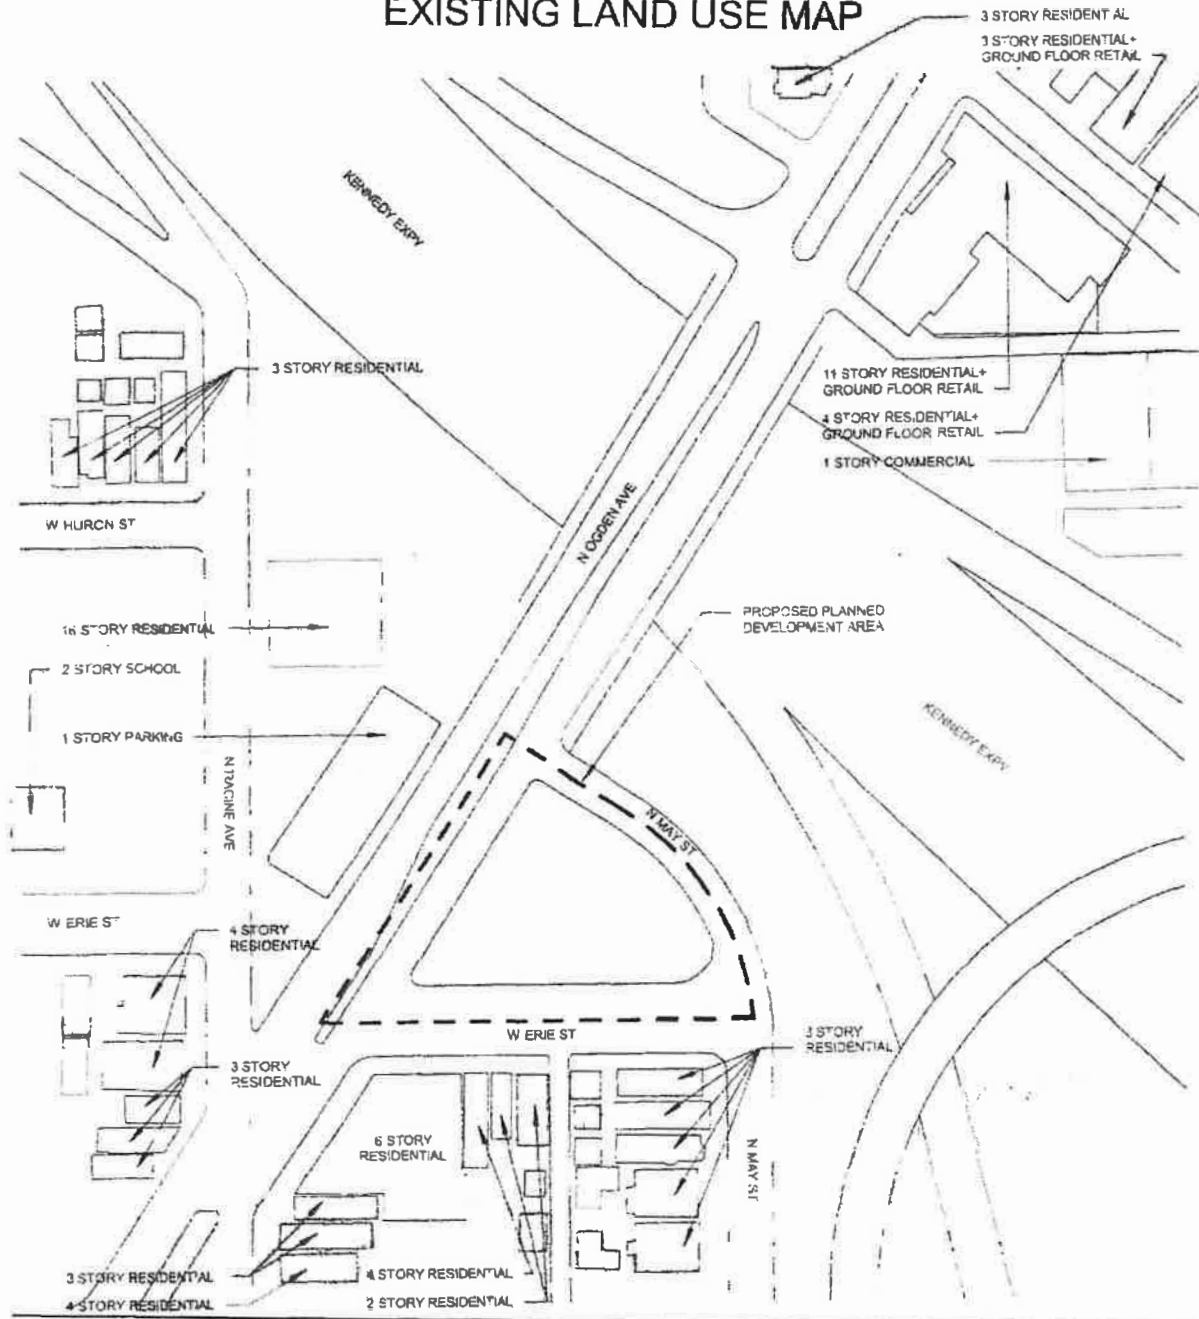 EXISTING LAND USE MAP
3 STORY RESIDENT AL
3 STORY RESIDENTIAL+
GROUND FLOOR RETAIL
KENNEDY EXPY
3 STORY RESIDENTIAL
11 STORY RESIDENTIAL+
GROUND FLOOR RETAIL
4 STORY RESIDENTIAL+
GROUND FLOOR RETAIL
1 STORY COMMERCIAL
W HURON ST
N OGDEN AVE
16 STORY RESIDENTIAL
PROPOSED PLANNED
DEVELOPMENT AREA
2 STORY SCHOOL
1 STORY PARKING
KENNEDY EXPY
N RACINE AVE
N MAY ST
W ERIE ST
4 STORY
RESIDENTIAL
W ERIE ST
3 STORY
RESIDENTIAL
3 STORY
RESIDENTIAL
6 STORY
RESIDENTIAL
N MAY ST
3 STORY RESIDENTIAL
4 STORY RESIDENTIAL
4 STORY RESIDENTIAL
2 STORY RESIDENTIAL